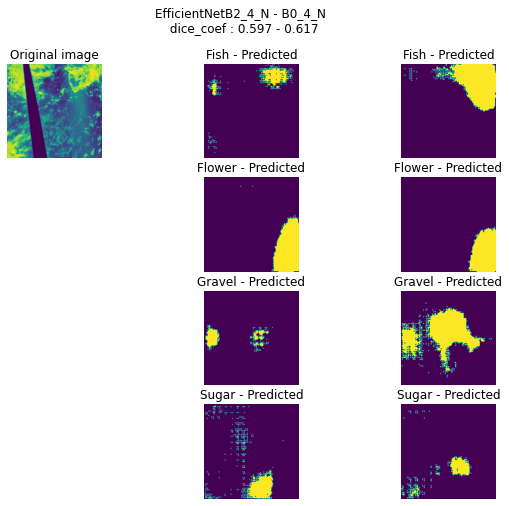 EfficientNetB2_4_N - B0_4_N
dice_coef : 0.597 - 0.617
Original image
Fish - Predicted
Fish - Predicted
Flower - Predicted
Flower - Predicted
Gravel - Predicted
Gravel - Predicted
Sugar - Predicted
Sugar - Predicted